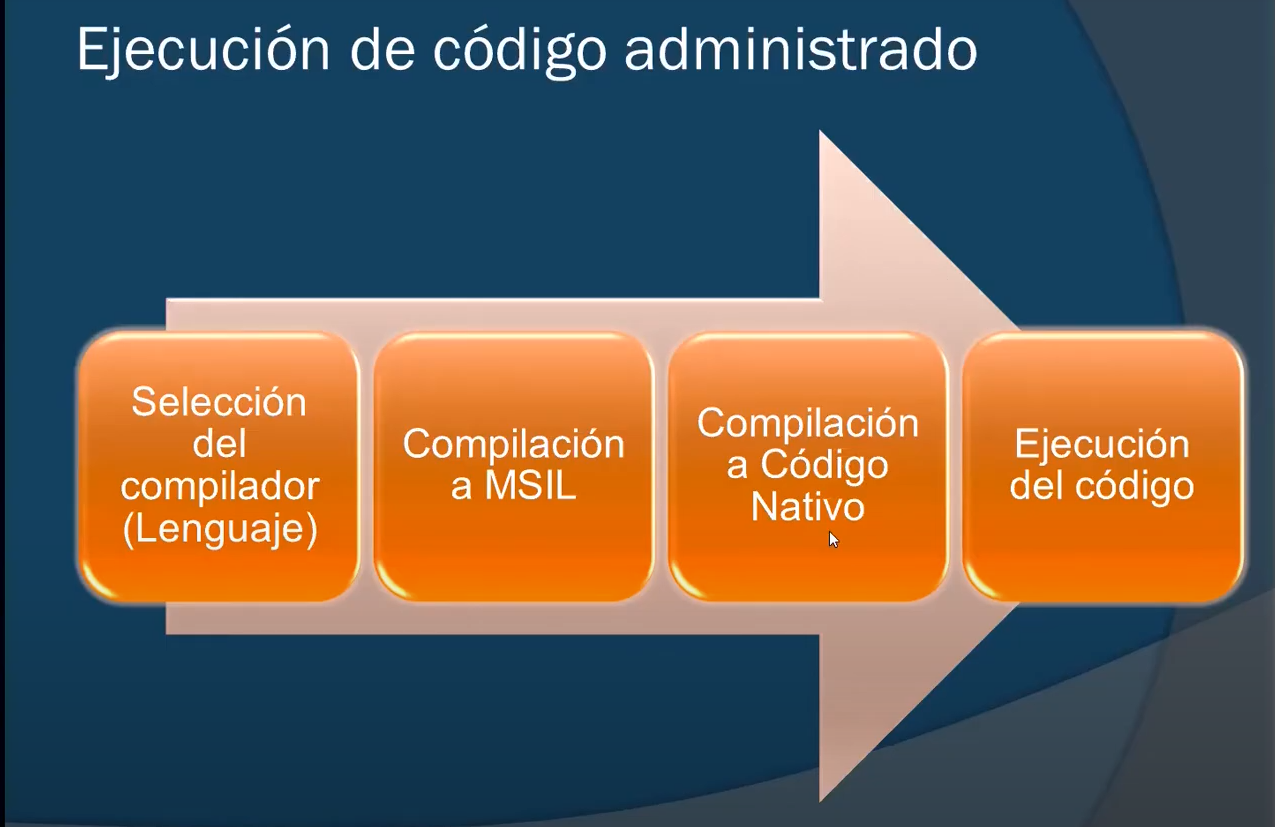 Ejecución de código administrado
Selección
del
compilador
(Lenguaje)
Compilación
a MSIL
Compilación
a Código
Nativo
Ejecución
del código